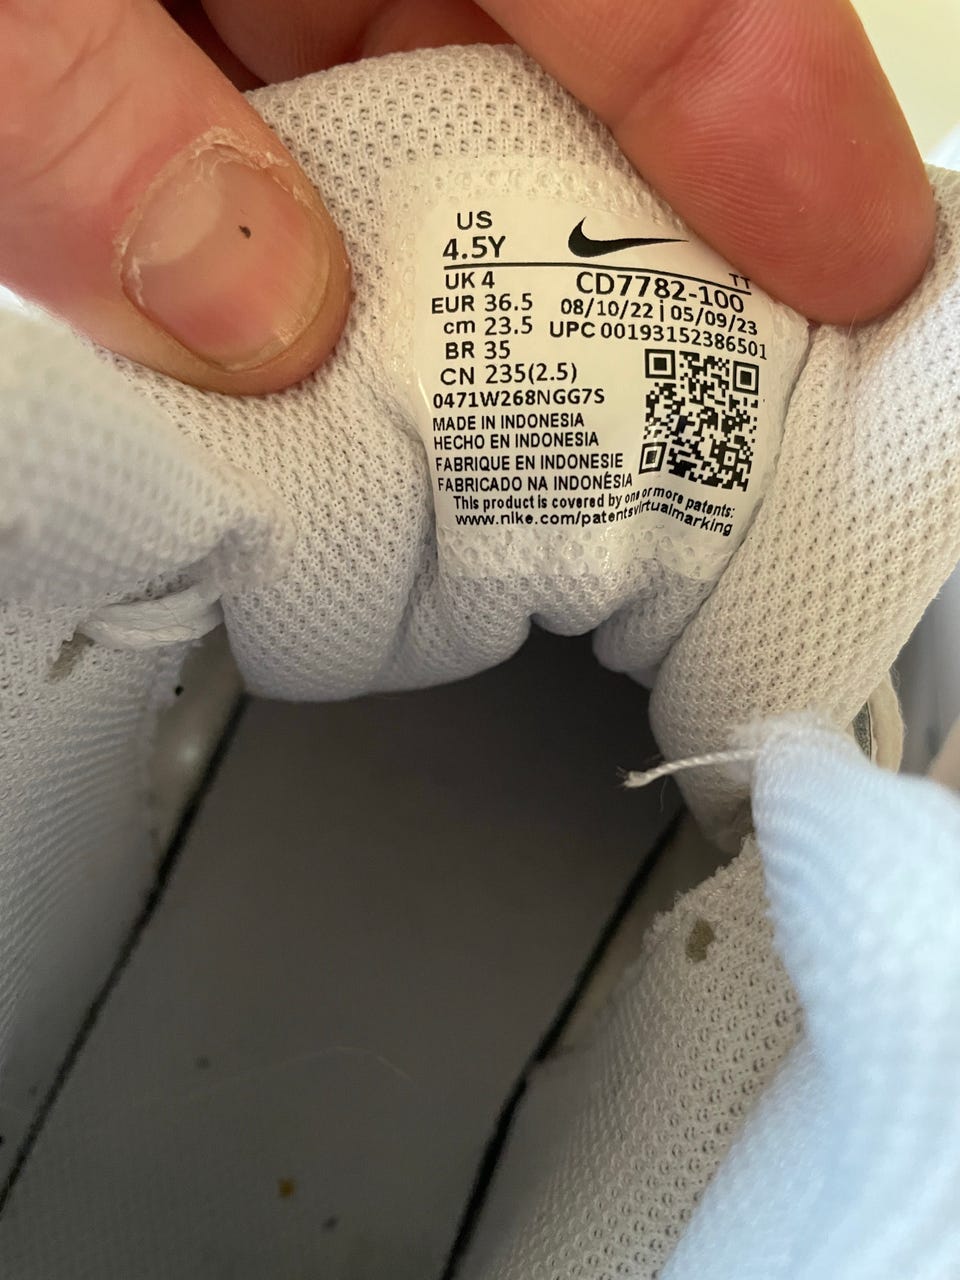 US
4.5Y
TT
UK 4
EUR 36.5
cm 23.5
BR 35
CN 235(2.5)
CD7782-100
08/10/22 | 05/09/23
UPC 00193152386501
0471W268NGG7S
MADE IN INDONESIA
HECHO EN INDONESIA
FABRIQUE EN INDONESIE
FABRICADO NA INDONÉSIA
This product is covered by one or more patents:
www.nike.com/patentsvirtualmarking